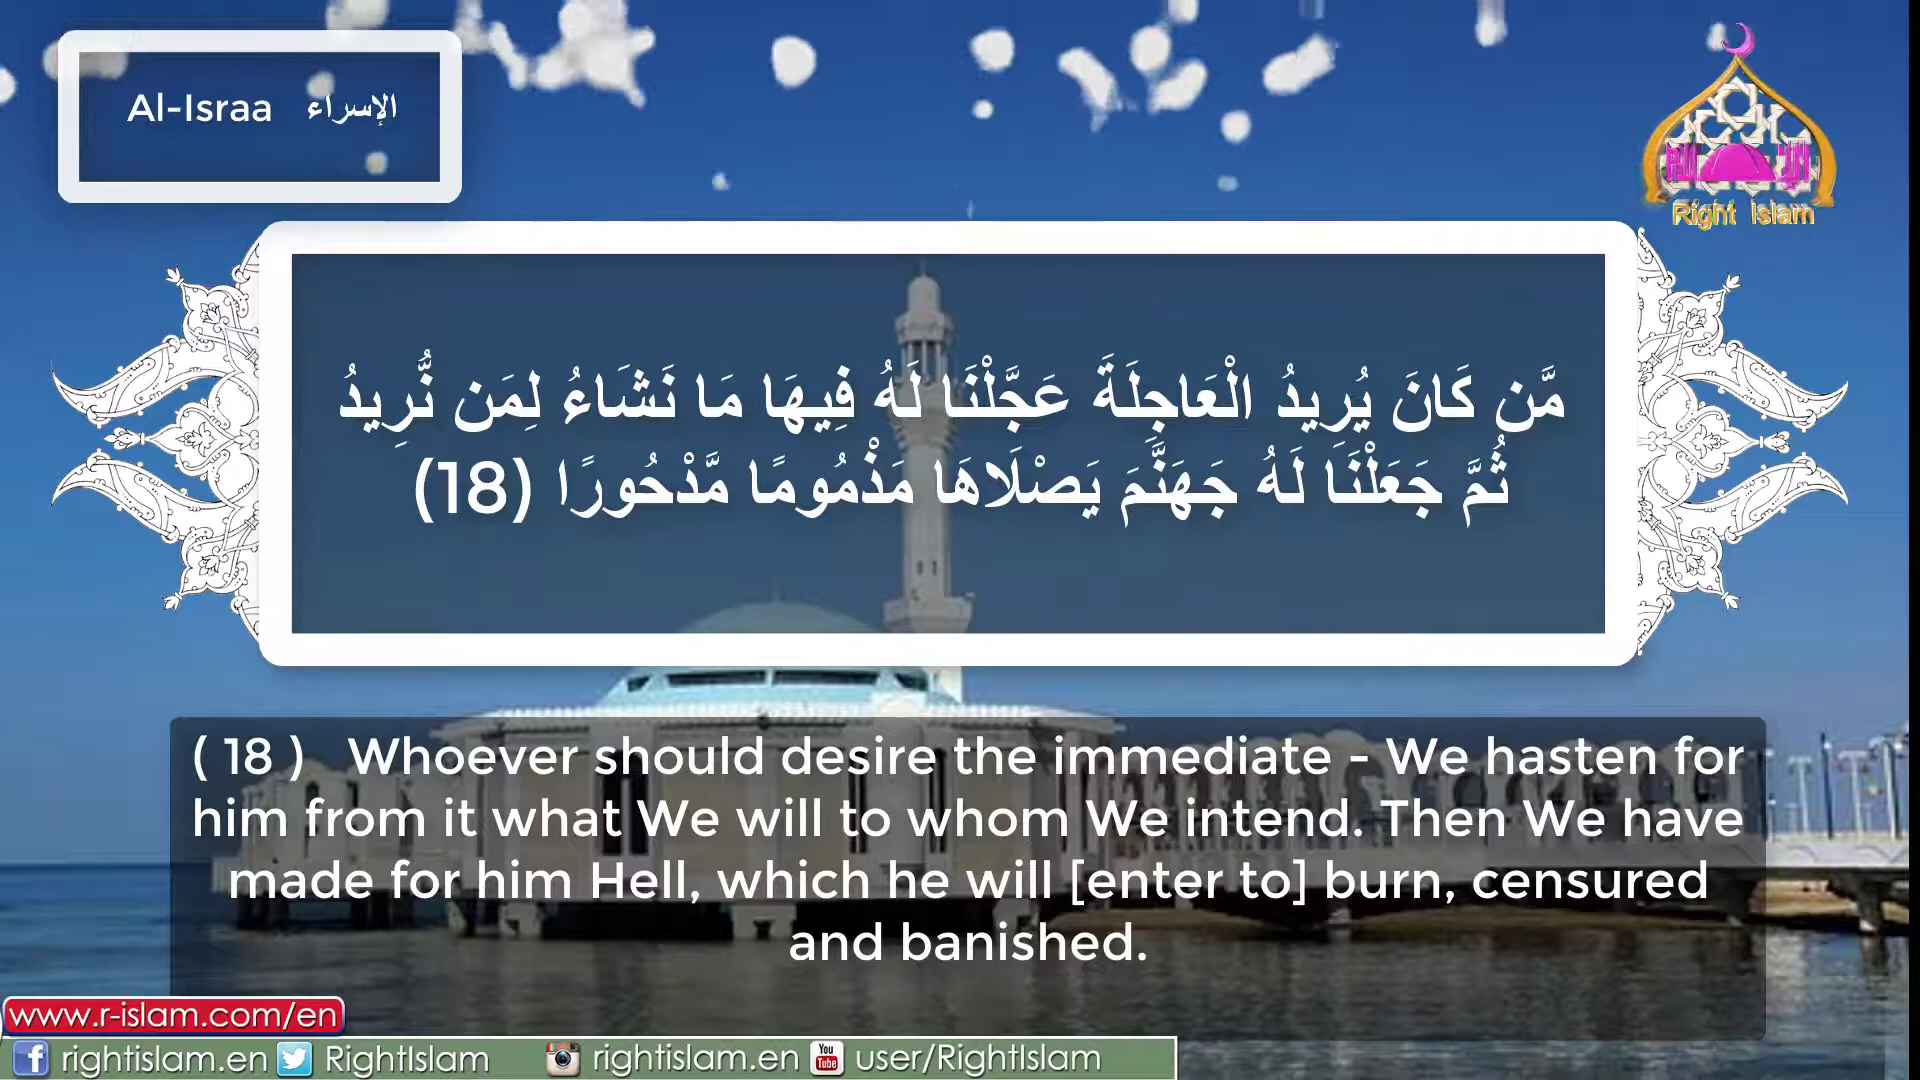 Al-Israa الإسراء
Right Islam
مَّن كَانَ يُرِيدُ الْعَاجِلَةَ عَجَّلْنَا لَهُ فِيهَا مَا نَشَاءُ لِمَن نُّرِيدُ
ثُمَّ جَعَلْنَا لَهُ جَهَنَّمَ يَصْلَاهَا مَذْمُومًا مَّدْحُورًا (18)
( 18 ) Whoever should desire the immediate - We hasten for
him from it what We will to whom We intend. Then We have
made for him Hell, which he will [enter to] burn, censured
and banished.
www.r-islam.com/en
rightislam.en RightIslam rightislam.en You Tube user/RightIslam